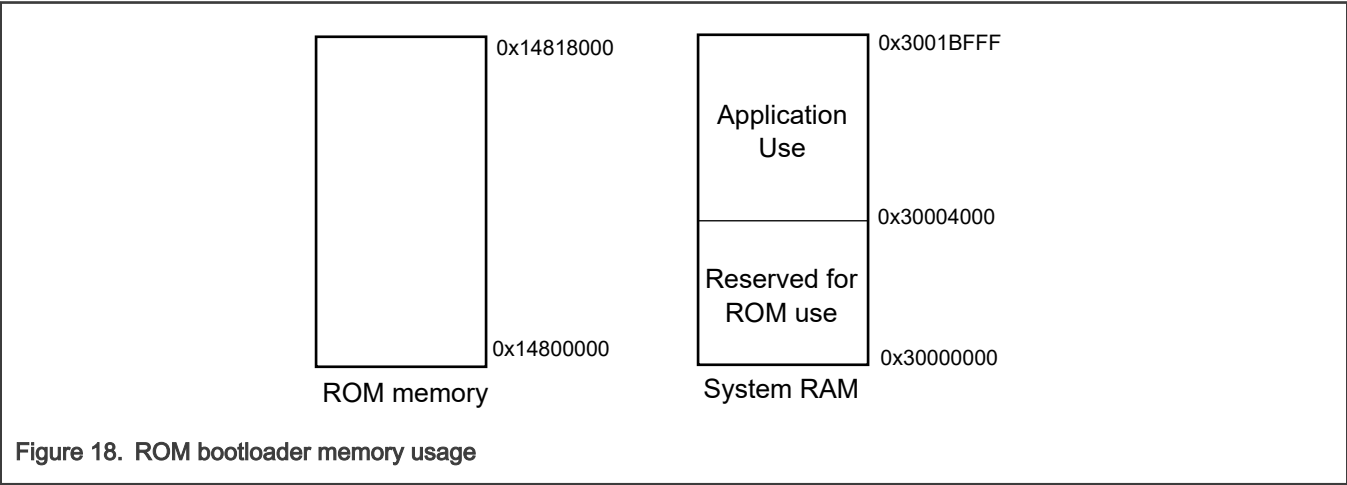 0x14818000
0x14800000
ROM memory
0x3001BFFF
Application
Use
0x30004000
Reserved for
ROM use
0x30000000
System RAM
Figure 18. ROM bootloader memory usage